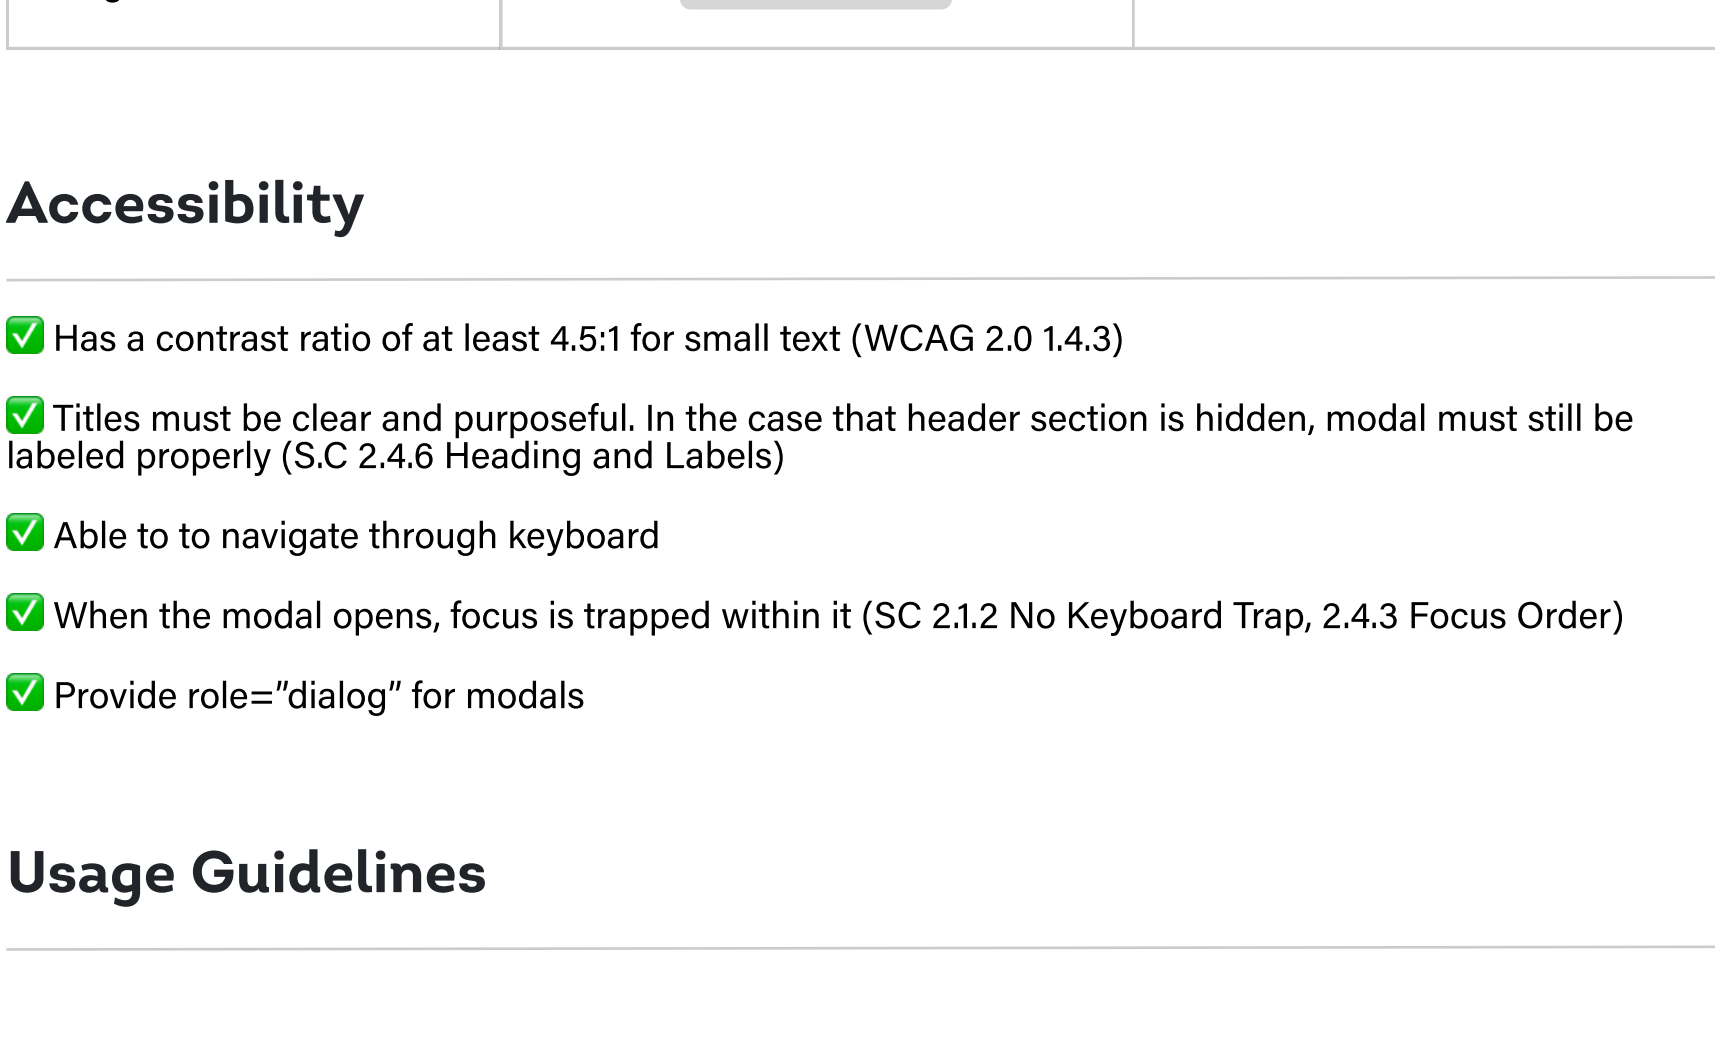 Accessibility
✅ Has a contrast ratio of at least 4.5:1 for small text (WCAG 2.0 1.4.3)
✅ Titles must be clear and purposeful. In the case that header section is hidden, modal must still be
labeled properly (S.C 2.4.6 Heading and Labels)
✅ Able to to navigate through keyboard
✅ When the modal opens, focus is trapped within it (SC 2.1.2 No Keyboard Trap, 2.4.3 Focus Order)
✅ Provide role=”dialog” for modals
Usage Guidelines